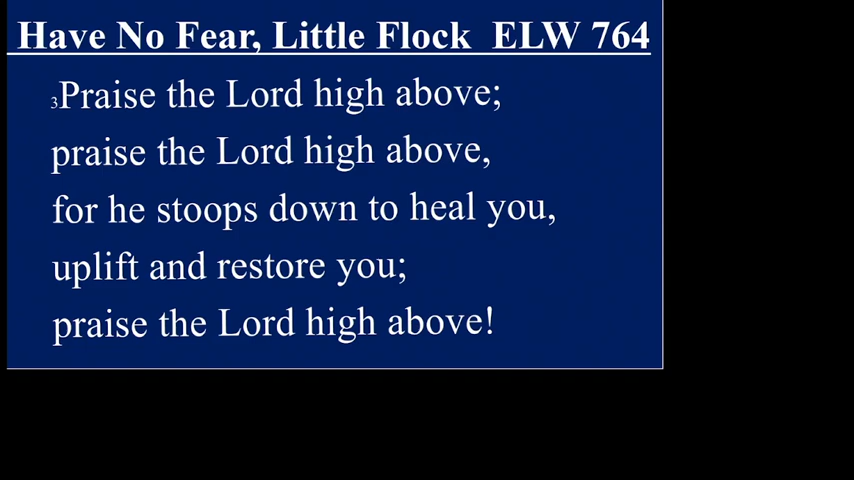 Have No Fear, Little Flock ELW 764
3Praise the Lord high above;
praise the Lord high above,
for he stoops down to heal you,
uplift and restore you;
praise the Lord high above!